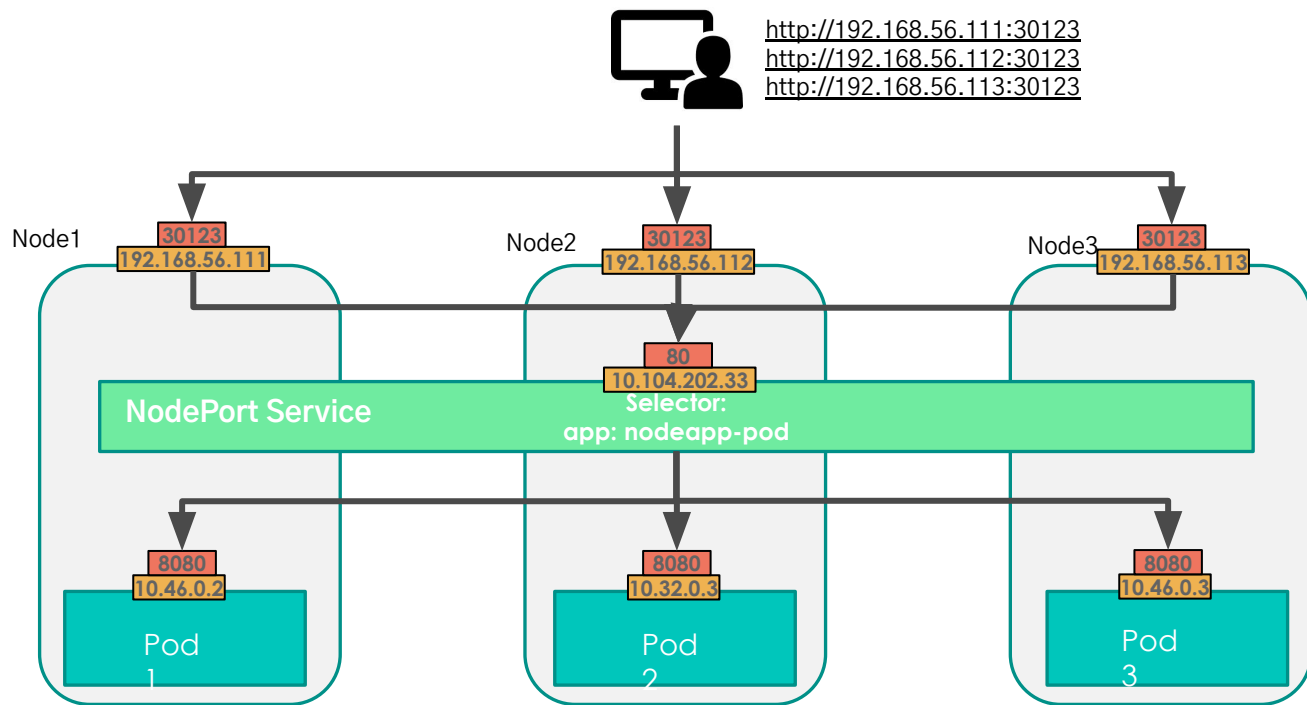 http://192.168.56.111:30123
http://192.168.56.112:30123
http://192.168.56.113:30123
Node1
30123
192.168.56.111
Node2
30123
192.168.56.112
Node3
30123
192.168.56.113
80
10.104.202.33
NodePort Service
Selector:
app: nodeapp-pod
8080
10.46.0.2
Pod
1
8080
10.32.0.3
Pod
2
8080
10.46.0.3
Pod
3